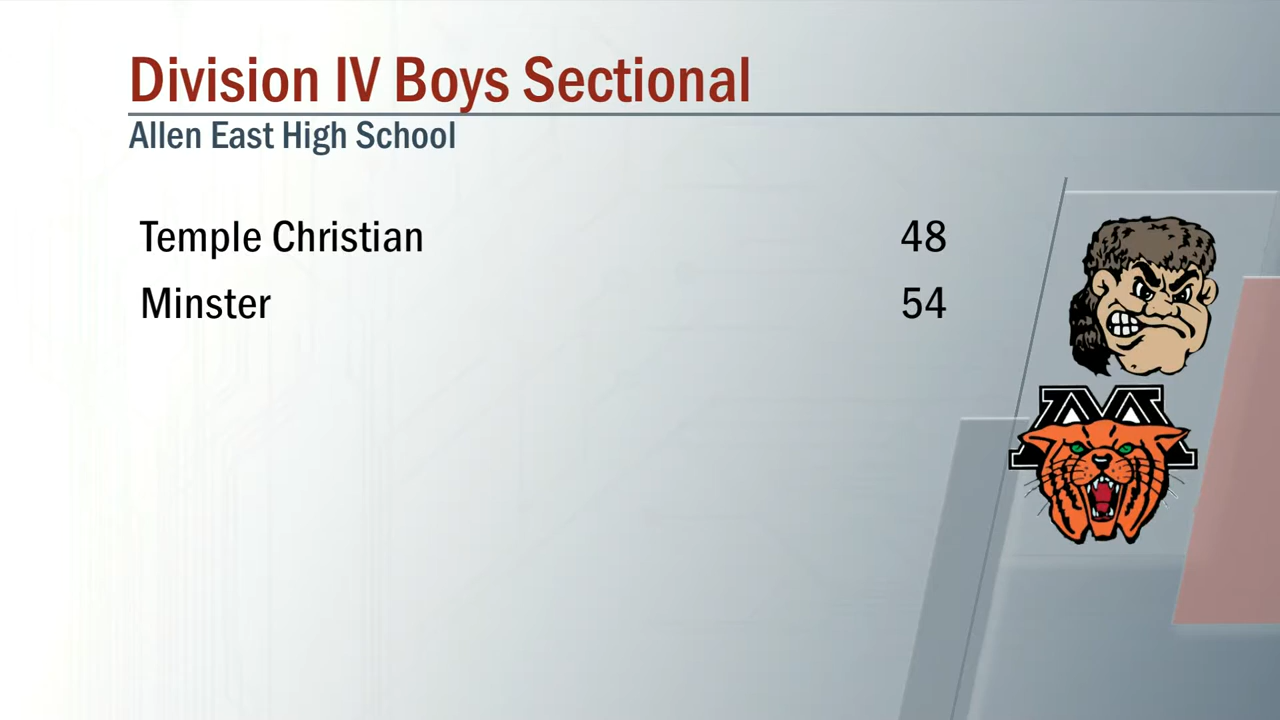 Division IV Boys Sectional
Allen East High School
Temple Christian 48
Minster 54
M